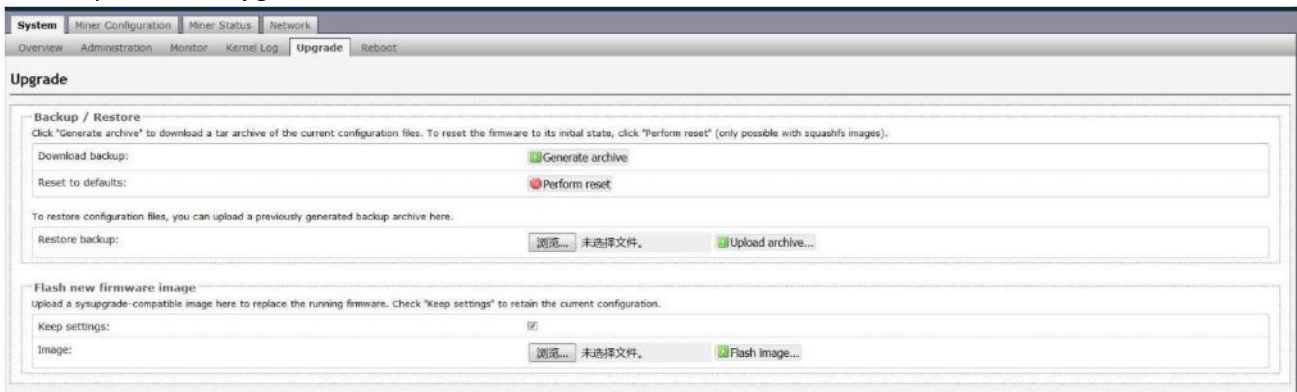 System Miner Configuration Miner Status Network
Overview Administration Monitor Kernel Log Upgrade Reboot
Upgrade
Backup / Restore
Click "Generate archive" to download a tar archive of the current configuration files. To reset the firmware to its initial state, click "Perform reset" (only possible with squashfs images).
Download backup: Generate archive
Reset to defaults: Perform reset
To restore configuration files, you can upload a previously generated backup archive here.
Restore backup: 浏览... 未选择文件。 Upload archive...
Flash new firmware image
Upload a sysupgrade-compatible image here to replace the running firmware. Check "Keep settings" to retain the current configuration.
Keep settings:
Image: 浏览... 未选择文件。 Flash image...